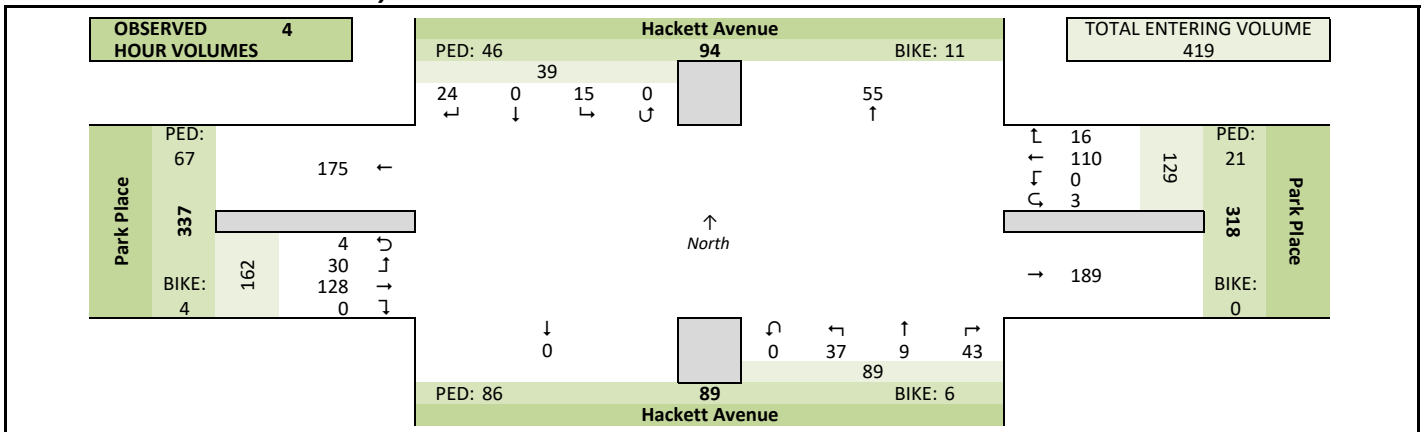 OBSERVED 4
HOUR VOLUMES
Hackett Avenue
TOTAL ENTERING VOLUME
419
PED: 46 94 BIKE: 11
39
24 0 15 0 55
↵ ↓ ↳ ↺ ↑
Park Place
PED:
67
337
BIKE:
4
162
175 ←
4
30
128 →
0
↑
North
16
← 110
0
3
129
PED:
21
318
BIKE:
0
Park Place
→ 189
↓
0
↑
0 37 9 43
89
PED: 86 89 BIKE: 6
Hackett Avenue